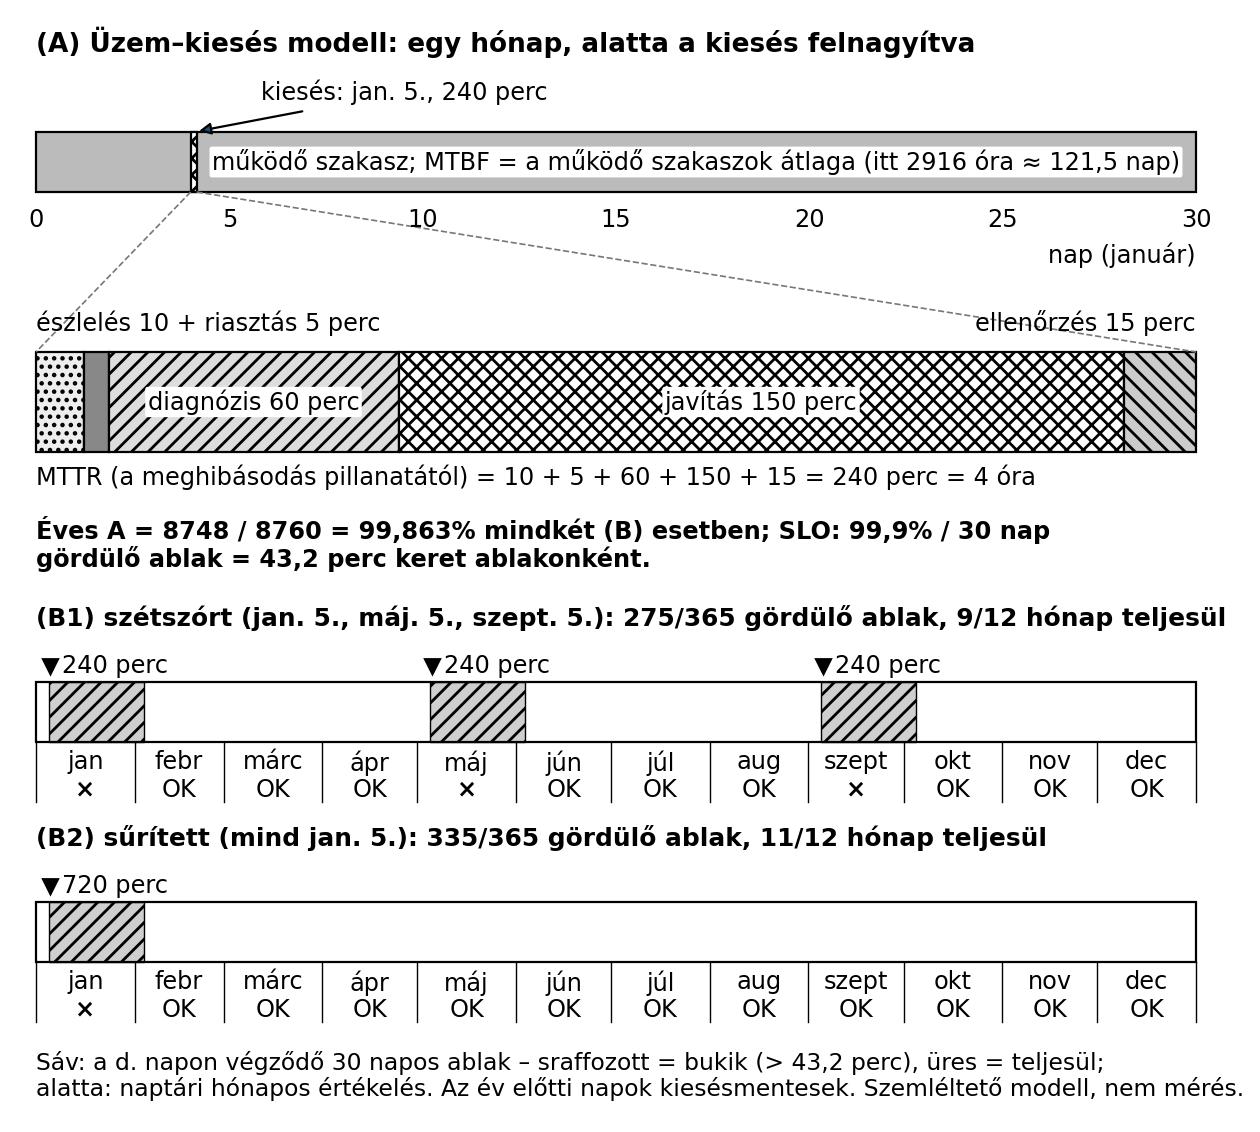 (A) Üzem–kiesés modell: egy hónap, alatta a kiesés felnagyítva
kiesés: jan. 5., 240 perc
működő szakasz; MTBF = a működő szakaszok átlaga (itt 2916 óra ≈ 121,5 nap)
0 5 10 15 20 25 30
nap (január)
észlelés 10 + riasztás 5 perc ellenőrzés 15 perc
diagnózis 60 perc javítás 150 perc
MTTR (a meghibásodás pillanatától) = 10 + 5 + 60 + 150 + 15 = 240 perc = 4 óra
Éves A = 8748 / 8760 = 99,863% mindkét (B) esetben; SLO: 99,9% / 30 nap
gördülő ablak = 43,2 perc keret ablakonként.
(B1) szétszórt (jan. 5., máj. 5., szept. 5.): 275/365 gördülő ablak, 9/12 hónap teljesül
▼240 perc ▼240 perc ▼240 perc
jan febr márc ápr máj jún júl aug szept okt nov dec
× OK OK OK × OK OK OK × OK OK OK
(B2) sűrített (mind jan. 5.): 335/365 gördülő ablak, 11/12 hónap teljesül
▼720 perc
jan febr márc ápr máj jún júl aug szept okt nov dec
× OK OK OK OK OK OK OK OK OK OK OK
Sáv: a d. napon végződő 30 napos ablak – sraffozott = bukik (> 43,2 perc), üres = teljesül;
alatta: naptári hónapos értékelés. Az év előtti napok kiesésmentesek. Szemléltető modell, nem mérés.